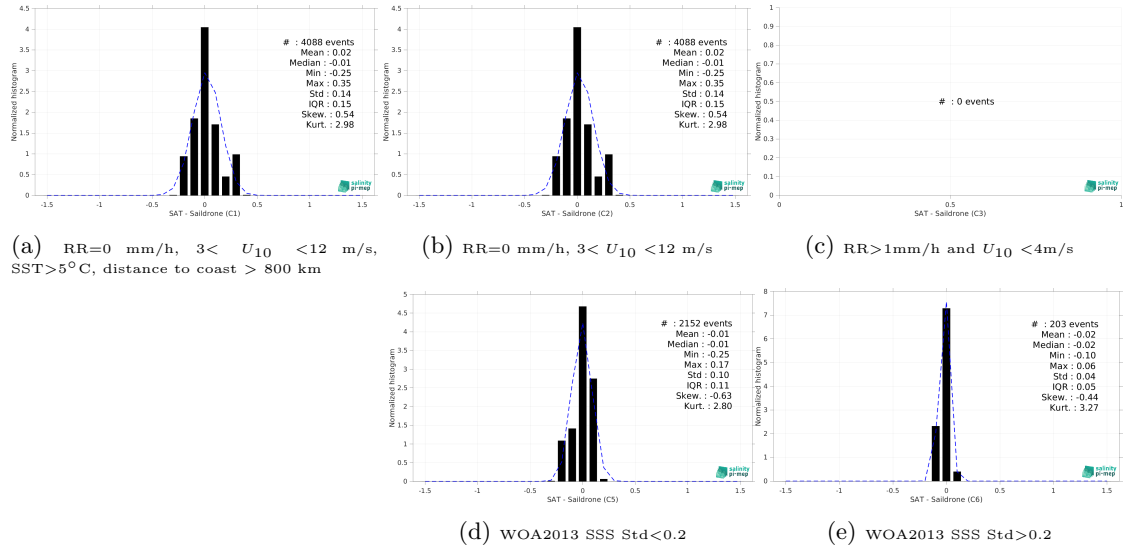 4.5
4
3.5
3
2.5
2
1.5
1
0.5
0
Normalized histogram
# : 4088 events
Mean : 0.02
Median : -0.01
Min : -0.25
Max : 0.35
Std : 0.14
IQR : 0.15
Skew. : 0.54
Kurt. : 2.98
salinity
pi-mep
-1.5 -1 -0.5 0 0.5 1 1.5
SAT - Saildrone (C1)
(a) RR=0 mm/h, 3< U10 <12 m/s,
SST>5°C, distance to coast > 800 km
4.5
4
3.5
3
2.5
2
1.5
1
0.5
0
Normalized histogram
# : 4088 events
Mean : 0.02
Median : -0.01
Min : -0.25
Max : 0.35
Std : 0.14
IQR : 0.15
Skew. : 0.54
Kurt. : 2.98
salinity
pi-mep
-1.5 -1 -0.5 0 0.5 1 1.5
SAT - Saildrone (C2)
(b) RR=0 mm/h, 3< U10 <12 m/s
1
0.9
0.8
0.7
0.6
0.5
0.4
0.3
0.2
0.1
0
Normalized histogram
# : 0 events
salinity
pi-mep
0 0.5 1
SAT - Saildrone (C3)
(c) RR>1mm/h and U10 <4m/s
5
4.5
4
3.5
3
2.5
2
1.5
1
0.5
0
Normalized histogram
# : 2152 events
Mean : -0.01
Median : -0.01
Min : -0.25
Max : 0.17
Std : 0.10
IQR : 0.11
Skew. : -0.63
Kurt. : 2.80
salinity
pi-mep
-1.5 -1 -0.5 0 0.5 1 1.5
SAT - Saildrone (C5)
(d) WOA2013 SSS Std<0.2
8
7
6
5
4
3
2
1
0
Normalized histogram
# : 203 events
Mean : -0.02
Median : -0.02
Min : -0.10
Max : 0.06
Std : 0.04
IQR : 0.05
Skew. : -0.44
Kurt. : 3.27
salinity
pi-mep
-1.5 -1 -0.5 0 0.5 1 1.5
SAT - Saildrone (C6)
(e) WOA2013 SSS Std>0.2